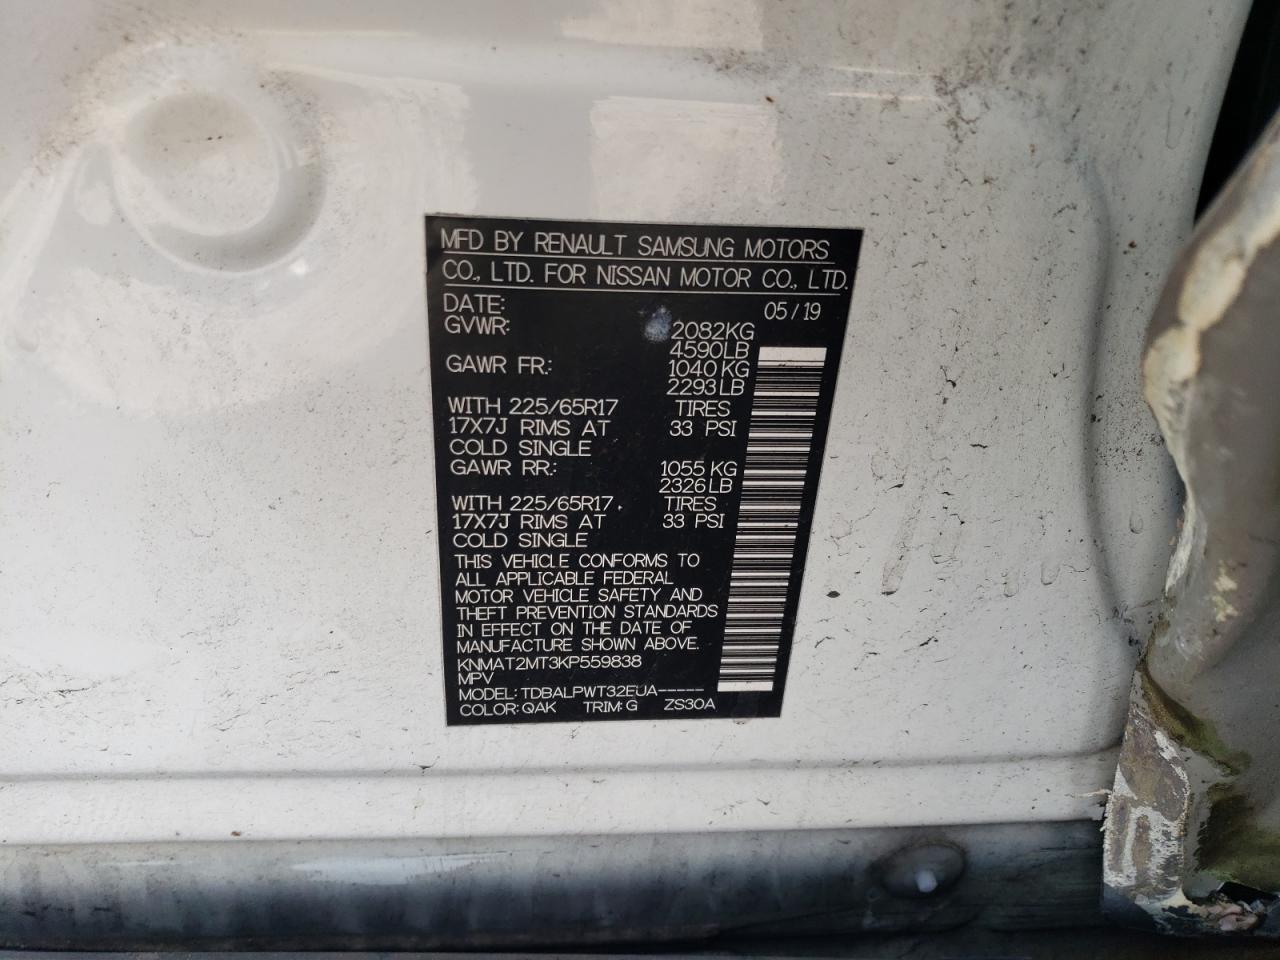 MFD BY RENAULT SAMSUNG MOTORS
CO., LTD. FOR NISSAN MOTOR CO., LTD.
DATE: 05/19
GVWR: 2082KG
4590LB
GAWR FR.: 1040KG
2293LB
WITH 225/65R17 TIRES
17X7J RIMS AT 33 PSI
COLD SINGLE
GAWR RR.: 1055KG
2326LB
WITH 225/65R17 TIRES
17X7J RIMS AT 33 PSI
COLD SINGLE
THIS VEHICLE CONFORMS TO
ALL APPLICABLE FEDERAL
MOTOR VEHICLE SAFETY AND
THEFT PREVENTION STANDARDS
IN EFFECT ON THE DATE OF
MANUFACTURE SHOWN ABOVE.
KNMAT2MT3KP559838
MPV
MODEL: TDBALPWT32EUA-----
COLOR: QAK TRIM: G ZS30A